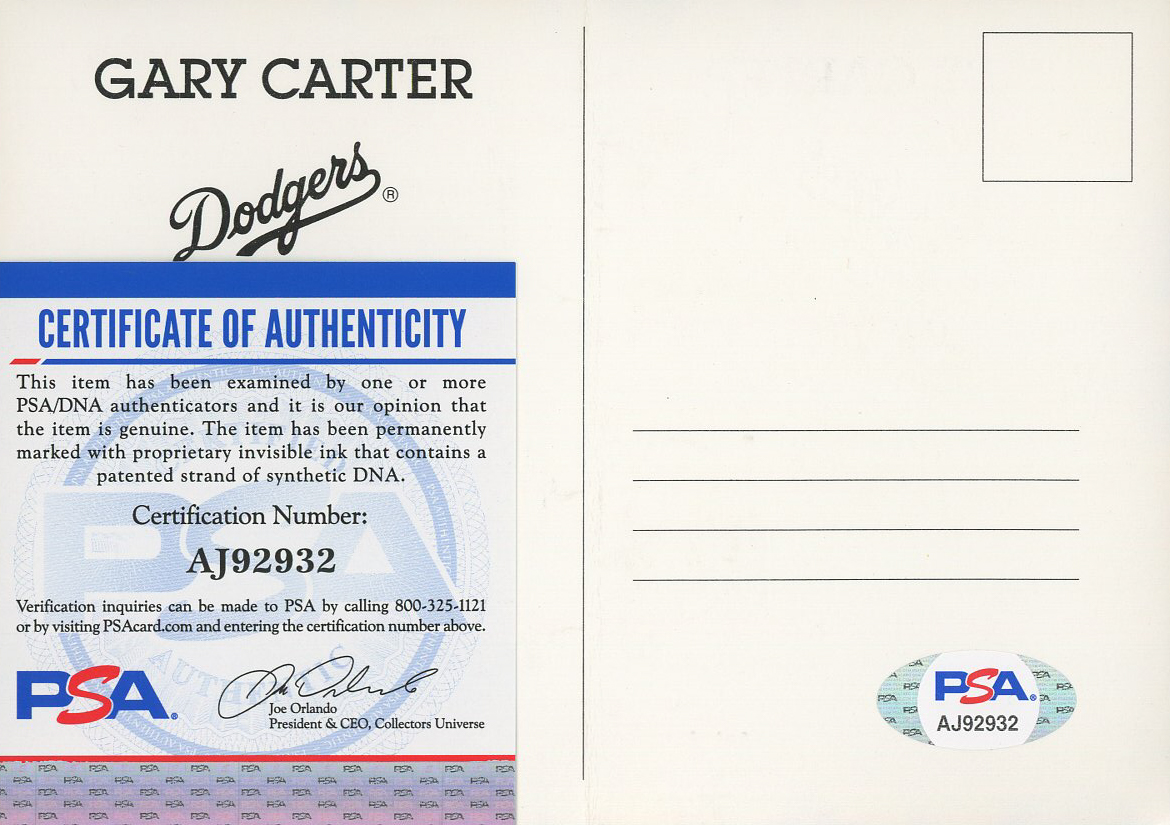 GARY CARTER
Dodgers ®
CERTIFICATE OF AUTHENTICITY
This item has been examined by one or more
PSA/DNA authenticators and it is our opinion that
the item is genuine. The item has been permanently
marked with proprietary invisible ink that contains a
patented strand of synthetic DNA.
Certification Number:
AJ92932
Verification inquiries can be made to PSA by calling 800-325-1121
or by visiting PSAcard.com and entering the certification number above.
PSA®
Joe Orlando
President & CEO, Collectors Universe
PSA®
AJ92932